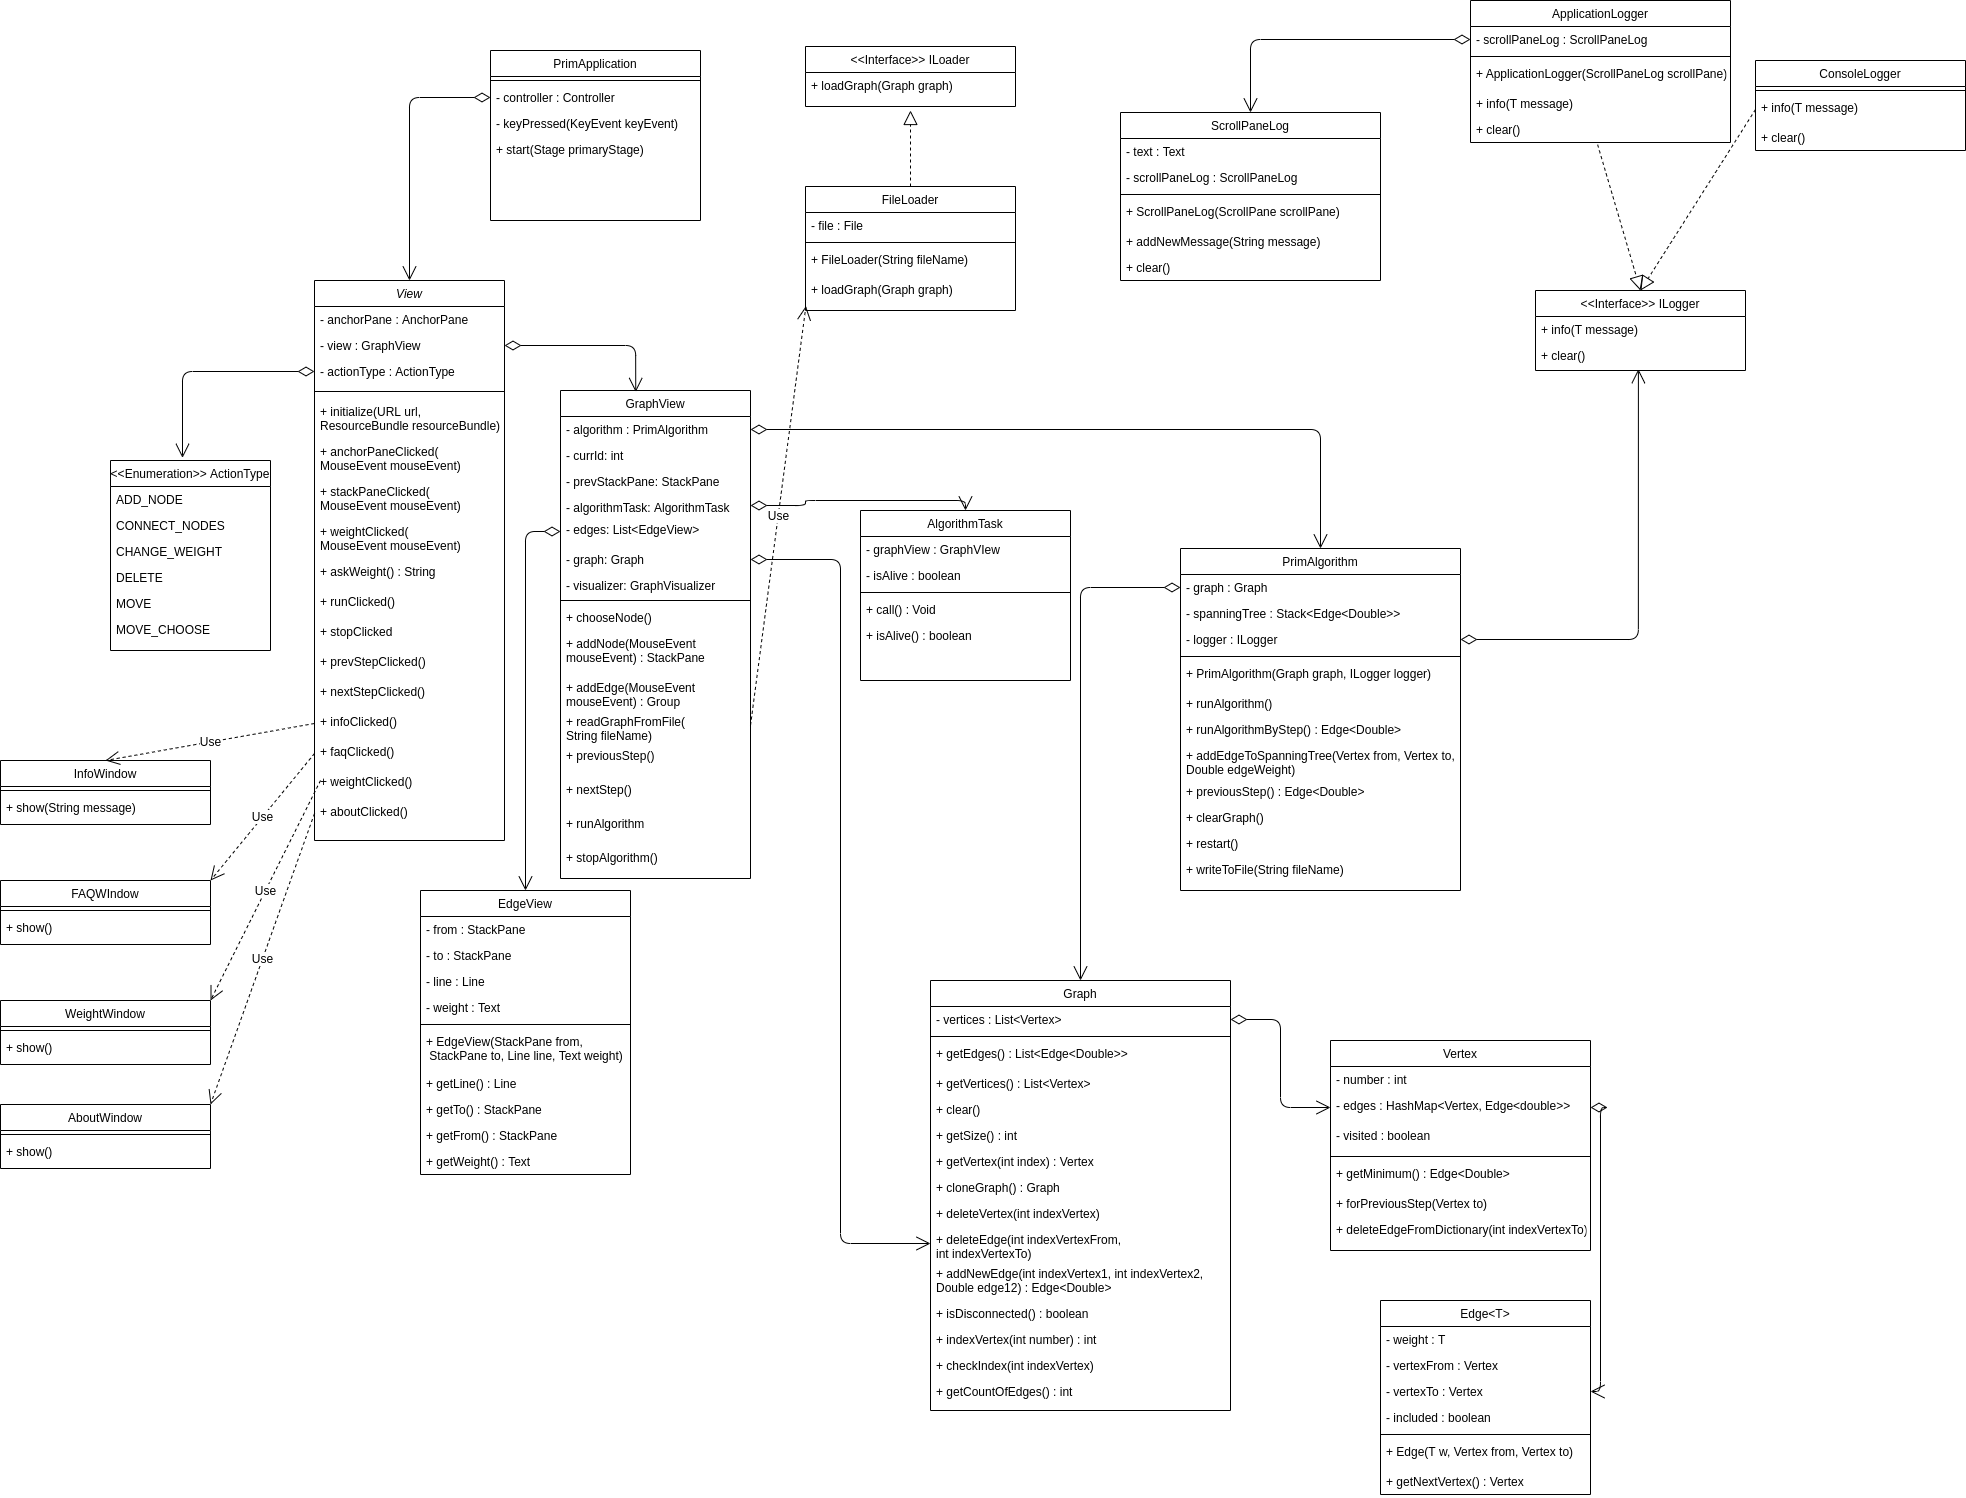 PrimApplication
- controller : Controller
- keyPressed(KeyEvent keyEvent)
+ start(Stage primaryStage)
<<Interface>> ILoader
+ loadGraph(Graph graph)
FileLoader
- file : File
+ FileLoader(String fileName)
+ loadGraph(Graph graph)
ScrollPaneLog
- text : Text
- scrollPaneLog : ScrollPaneLog
+ ScrollPaneLog(ScrollPane scrollPane)
+ addNewMessage(String message)
+ clear()
ApplicationLogger
- scrollPaneLog : ScrollPaneLog
+ ApplicationLogger(ScrollPaneLog scrollPane)
+ info(T message)
+ clear()
ConsoleLogger
+ info(T message)
+ clear()
<<Interface>> ILogger
+ info(T message)
+ clear()
View
- anchorPane : AnchorPane
- view : GraphView
- actionType : ActionType
+ initialize(URL url,
ResourceBundle resourceBundle)
+ anchorPaneClicked(
MouseEvent mouseEvent)
+ stackPaneClicked(
MouseEvent mouseEvent)
+ weightClicked(
MouseEvent mouseEvent)
+ askWeight() : String
+ runClicked()
+ stopClicked
+ prevStepClicked()
+ nextStepClicked()
+ infoClicked()
+ faqClicked()
+ weightClicked()
+ aboutClicked()
<<Enumeration>> ActionType
ADD_NODE
CONNECT_NODES
CHANGE_WEIGHT
DELETE
MOVE
MOVE_CHOOSE
GraphView
- algorithm : PrimAlgorithm
- currId: int
- prevStackPane: StackPane
- algorithmTask: AlgorithmTask
- edges: List<EdgeView>
- graph: Graph
- visualizer: GraphVisualizer
+ chooseNode()
+ addNode(MouseEvent
mouseEvent) : StackPane
+ addEdge(MouseEvent
mouseEvent) : Group
+ readGraphFromFile(
String fileName)
+ previousStep()
+ nextStep()
+ runAlgorithm
+ stopAlgorithm()
Use
AlgorithmTask
- graphView : GraphVIew
- isAlive : boolean
+ call() : Void
+ isAlive() : boolean
PrimAlgorithm
- graph : Graph
- spanningTree : Stack<Edge<Double>>
- logger : ILogger
+ PrimAlgorithm(Graph graph, ILogger logger)
+ runAlgorithm()
+ runAlgorithmByStep() : Edge<Double>
+ addEdgeToSpanningTree(Vertex from, Vertex to,
Double edgeWeight)
+ previousStep() : Edge<Double>
+ clearGraph()
+ restart()
+ writeToFile(String fileName)
Use
InfoWindow
+ show(String message)
Use
FAQWIndow
+ show()
Use
WeightWindow
+ show()
Use
AboutWindow
+ show()
EdgeView
- from : StackPane
- to : StackPane
- line : Line
- weight : Text
+ EdgeView(StackPane from,
StackPane to, Line line, Text weight)
+ getLine() : Line
+ getTo() : StackPane
+ getFrom() : StackPane
+ getWeight() : Text
Graph
- vertices : List<Vertex>
+ getEdges() : List<Edge<Double>>
+ getVertices() : List<Vertex>
+ clear()
+ getSize() : int
+ getVertex(int index) : Vertex
+ cloneGraph() : Graph
+ deleteVertex(int indexVertex)
+ deleteEdge(int indexVertexFrom,
int indexVertexTo)
+ addNewEdge(int indexVertex1, int indexVertex2,
Double edge12) : Edge<Double>
+ isDisconnected() : boolean
+ indexVertex(int number) : int
+ checkIndex(int indexVertex)
+ getCountOfEdges() : int
Vertex
- number : int
- edges : HashMap<Vertex, Edge<double>>
- visited : boolean
+ getMinimum() : Edge<Double>
+ forPreviousStep(Vertex to)
+ deleteEdgeFromDictionary(int indexVertexTo)
Edge<T>
- weight : T
- vertexFrom : Vertex
- vertexTo : Vertex
- included : boolean
+ Edge(T w, Vertex from, Vertex to)
+ getNextVertex() : Vertex